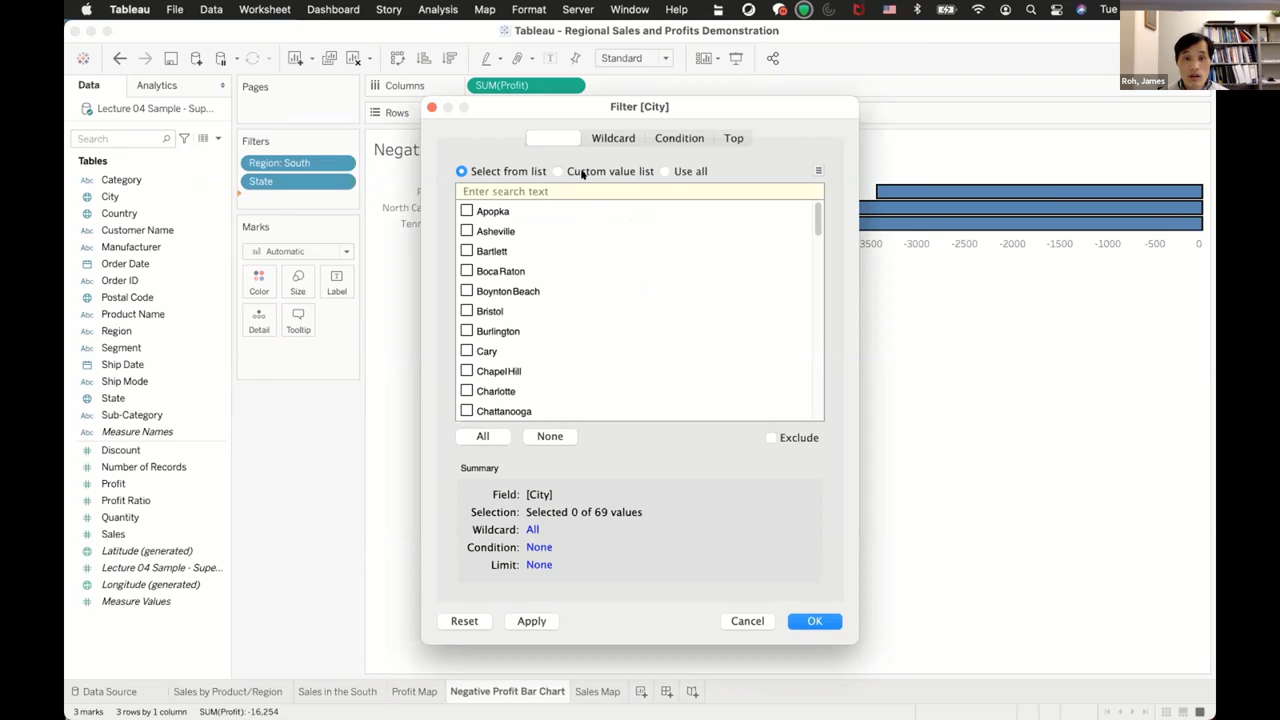 Tableau File Data Worksheet Dashboard Story Analysis Map Format Server Window Help Tue
Tableau - Regional Sales and Profits Demonstration
Standard
Roh, James
Data Analytics
Lecture 04 Sample - Sup...
Search
Tables
Category
City
Country
Customer Name
Manufacturer
Order Date
Order ID
Postal Code
Product Name
Region
Segment
Ship Date
Ship Mode
State
Sub-Category
Measure Names
Discount
Number of Records
Profit
Profit Ratio
Quantity
Sales
Latitude (generated)
Lecture 04 Sample - Supe...
Longitude (generated)
Measure Values
Pages
Filters
Region: South
State
Marks
Automatic
Color Size Label
Detail Tooltip
Columns SUM(Profit)
Rows
Negat
North Ca
Tenn
3500 -3000 -2500 -2000 -1500 -1000 -500 0
Filter [City]
Wildcard Condition Top
Select from list Custom value list Use all
Enter search text
Apopka
Asheville
Bartlett
Boca Raton
Boynton Beach
Bristol
Burlington
Cary
Chapel Hill
Charlotte
Chattanooga
All None Exclude
Summary
Field: [City]
Selection: Selected 0 of 69 values
Wildcard: All
Condition: None
Limit: None
Reset Apply Cancel OK
Data Source Sales by Product/Region Sales in the South Profit Map Negative Profit Bar Chart Sales Map
3 marks 3 rows by 1 column SUM(Profit): -16,254